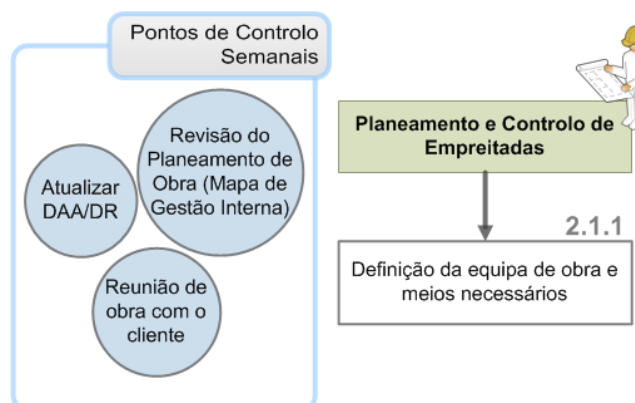 Pontos de Controlo
Semanais
Revisão do
Planeamento de
Obra (Mapa de
Gestão Interna)
Atualizar
DAA/DR
Reunião de
obra com o
cliente
Planeamento e Controlo de
Empreitadas
2.1.1
Definição da equipa de obra e
meios necessários